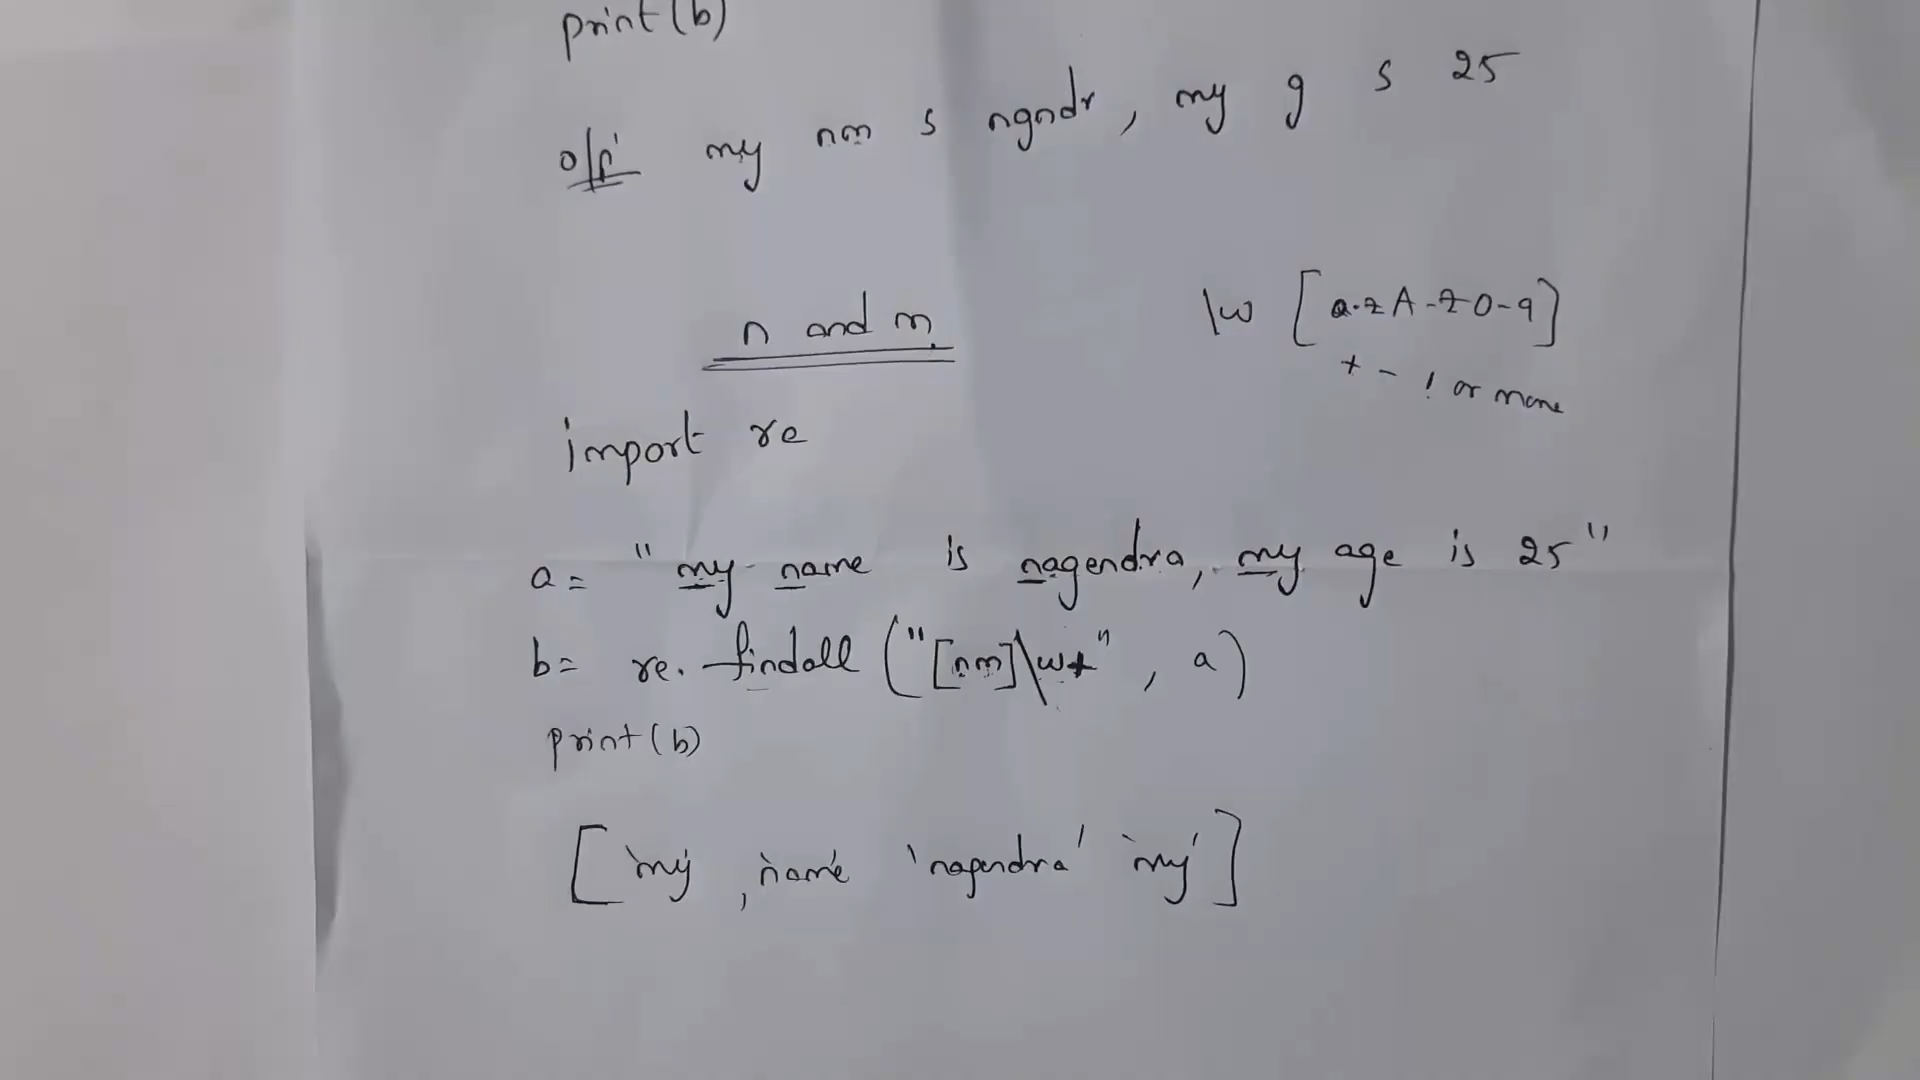 print(b)
o/p my nm s ngndr, my g s 25
n and m
\w [a-zA-Z0-9]
+ - 1 or more
import re
a = "my name is nagendra, my age is 25"
b = re.findall("[nm]\w+", a)
print(b)
['my', 'name' 'nagendra' 'my']